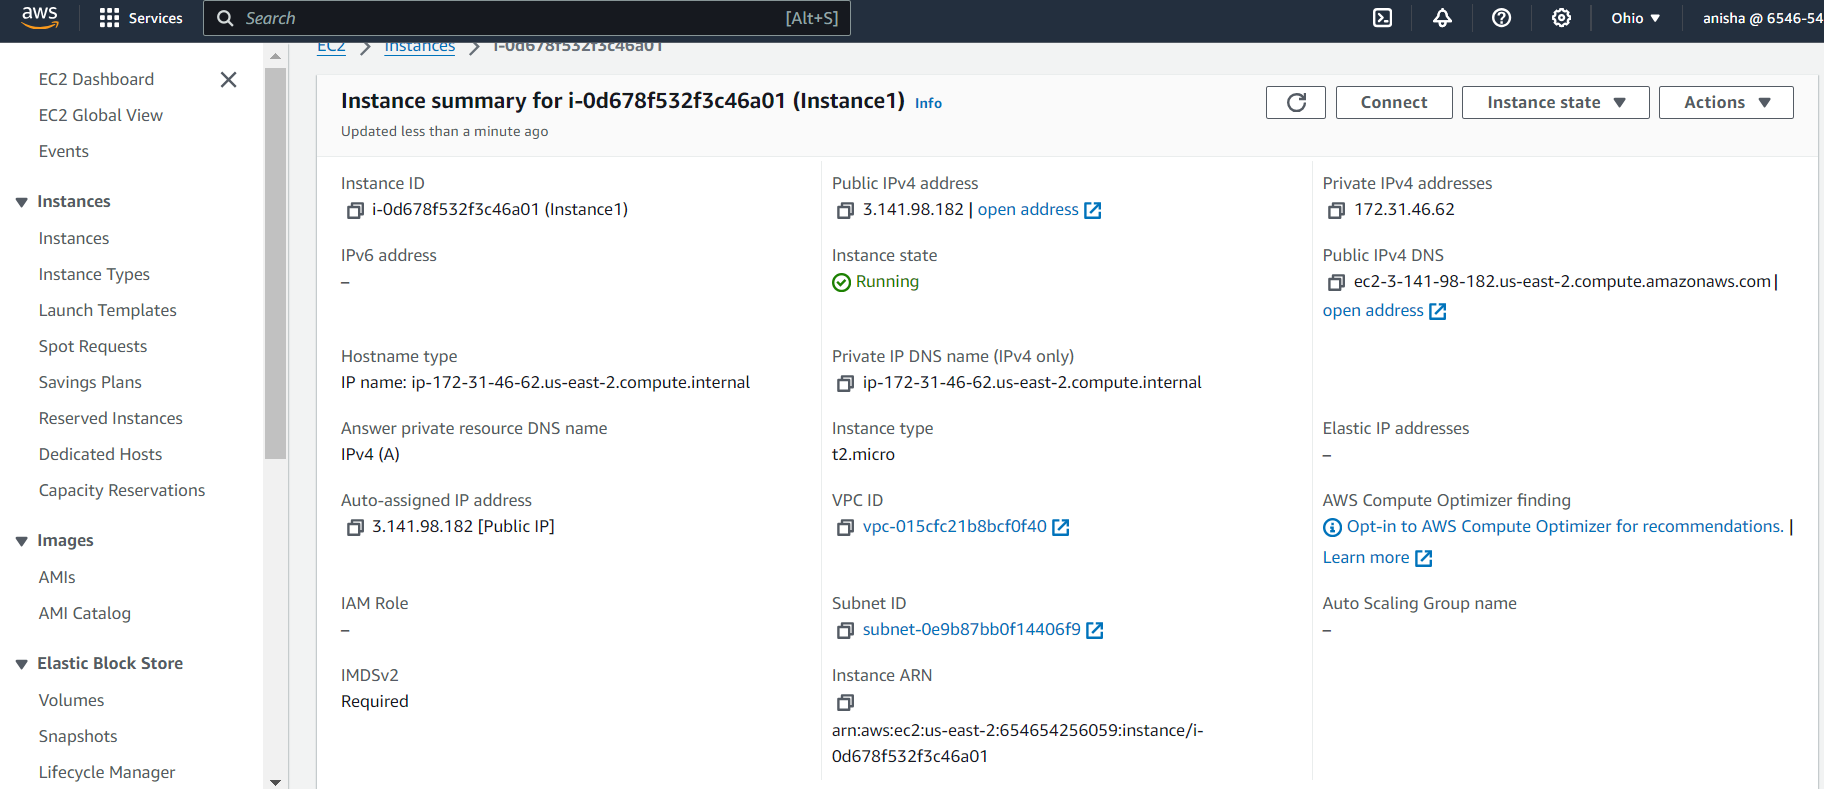 aws Services Search [Alt+S] Ohio anisha @ 6546-54
EC2 Instances i-0d678f532f3c46a01
EC2 Dashboard
EC2 Global View
Events
Instances
Instances
Instance Types
Launch Templates
Spot Requests
Savings Plans
Reserved Instances
Dedicated Hosts
Capacity Reservations
Images
AMIs
AMI Catalog
Elastic Block Store
Volumes
Snapshots
Lifecycle Manager
Instance summary for i-0d678f532f3c46a01 (Instance1) Info
Updated less than a minute ago
Connect
Instance state
Actions
Instance ID
i-0d678f532f3c46a01 (Instance1)
Public IPv4 address
3.141.98.182 | open address
Private IPv4 addresses
172.31.46.62
IPv6 address
–
Instance state
Running
Public IPv4 DNS
ec2-3-141-98-182.us-east-2.compute.amazonaws.com |
open address
Hostname type
IP name: ip-172-31-46-62.us-east-2.compute.internal
Private IP DNS name (IPv4 only)
ip-172-31-46-62.us-east-2.compute.internal
Answer private resource DNS name
IPv4 (A)
Instance type
t2.micro
Elastic IP addresses
–
Auto-assigned IP address
3.141.98.182 [Public IP]
VPC ID
vpc-015cfc21b8bcf0f40
AWS Compute Optimizer finding
Opt-in to AWS Compute Optimizer for recommendations. |
Learn more
IAM Role
–
Subnet ID
subnet-0e9b87bb0f14406f9
Auto Scaling Group name
–
IMDSv2
Required
Instance ARN
arn:aws:ec2:us-east-2:654654256059:instance/i-
0d678f532f3c46a01